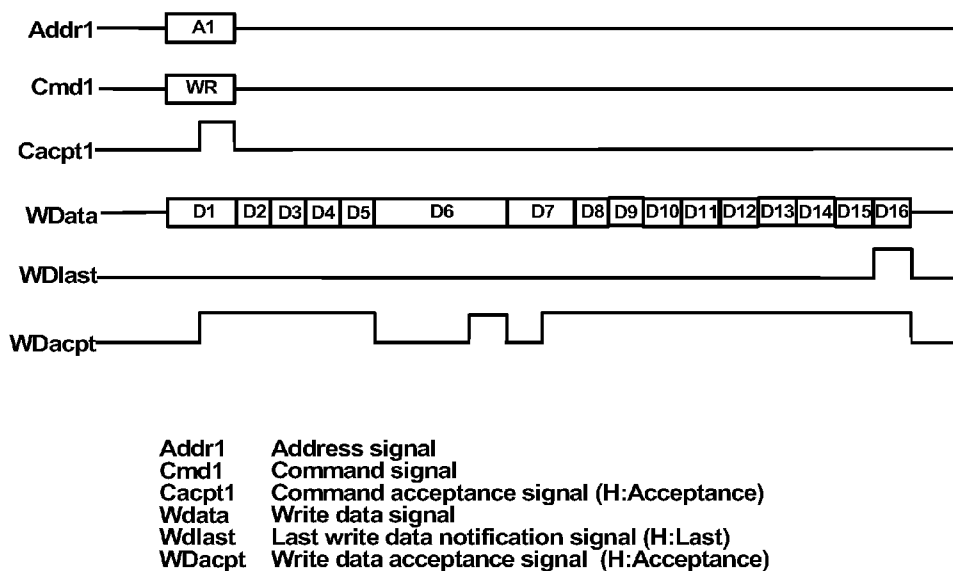 Addr1 A1
Cmd1 WR
Cacpt1
WData D1 D2 D3 D4 D5 D6 D7 D8 D9 D10 D11 D12 D13 D14 D15 D16
WDlast
WDacpt
Addr1 Address signal
Cmd1 Command signal
Cacpt1 Command acceptance signal (H:Acceptance)
Wdata Write data signal
Wdlast Last write data notification signal (H:Last)
WDacpt Write data acceptance signal (H:Acceptance)